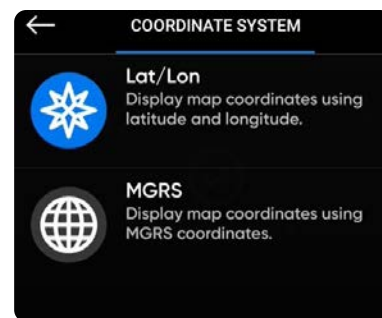 COORDINATE SYSTEM
Lat/Lon
Display map coordinates using
latitude and longitude.
MGRS
Display map coordinates using
MGRS coordinates.